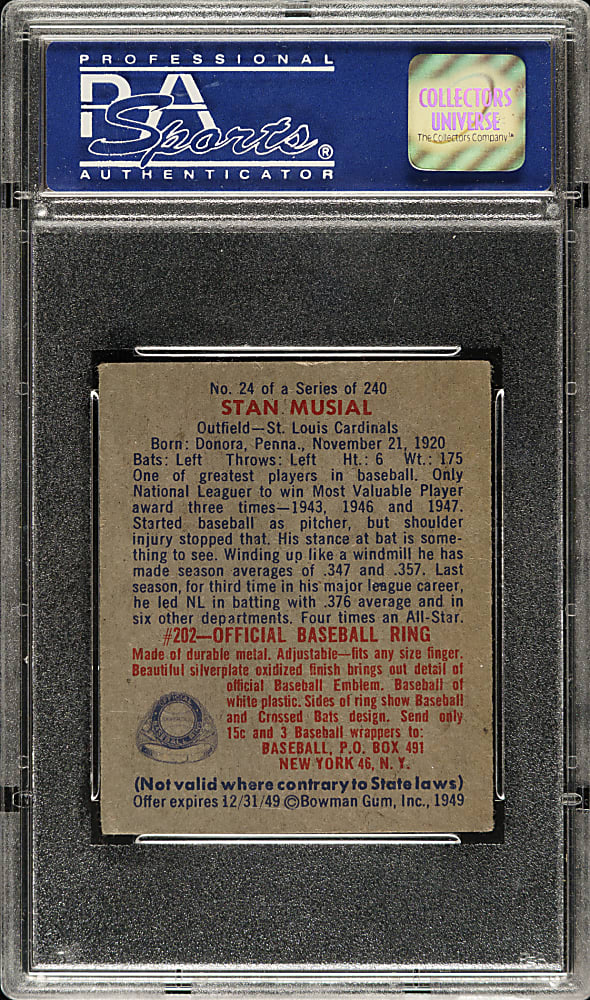 PROFESSIONAL
PSA
Sports®
AUTHENTICATOR
COLLECTORS
UNIVERSE
The Collectors Company™
No. 24 of a Series of 240
STAN MUSIAL
Outfield—St. Louis Cardinals
Born: Donora, Penna., November 21, 1920
Bats: Left Throws: Left Ht.: 6 Wt.: 175
One of greatest players in baseball. Only
National Leaguer to win Most Valuable Player
award three times—1943, 1946 and 1947.
Started baseball as pitcher, but shoulder
injury stopped that. His stance at bat is some-
thing to see. Winding up like a windmill he has
made season averages of .347 and .357. Last
season, for third time in his major league career,
he led NL in batting with .376 average and in
six other departments. Four times an All-Star.
#202—OFFICIAL BASEBALL RING
Made of durable metal. Adjustable—fits any size finger.
Beautiful silverplate oxidized finish brings out detail of
official Baseball Emblem. Baseball of
white plastic. Sides of ring show Baseball
and Crossed Bats design. Send only
15c and 3 Baseball wrappers to:
BASEBALL, P.O. BOX 491
NEW YORK 46, N. Y.
(Not valid where contrary to State laws)
Offer expires 12/31/49 ©Bowman Gum, Inc., 1949